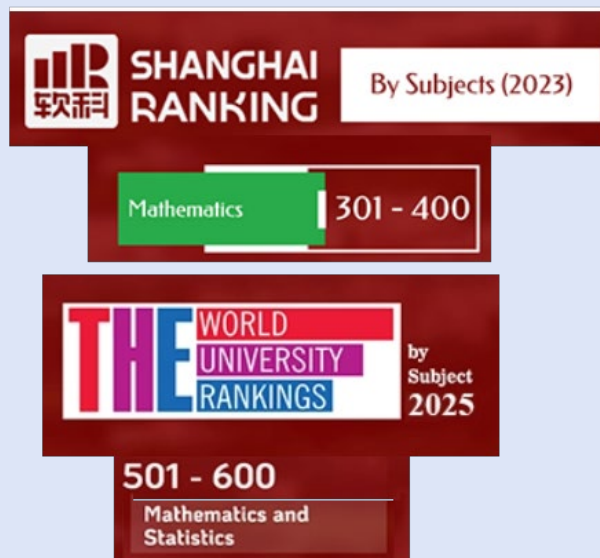 软科
SHANGHAI
RANKING
By Subjects (2023)
Mathematics
301 - 400
THE
WORLD
UNIVERSITY
RANKINGS
by
Subject
2025
501 - 600
Mathematics and
Statistics